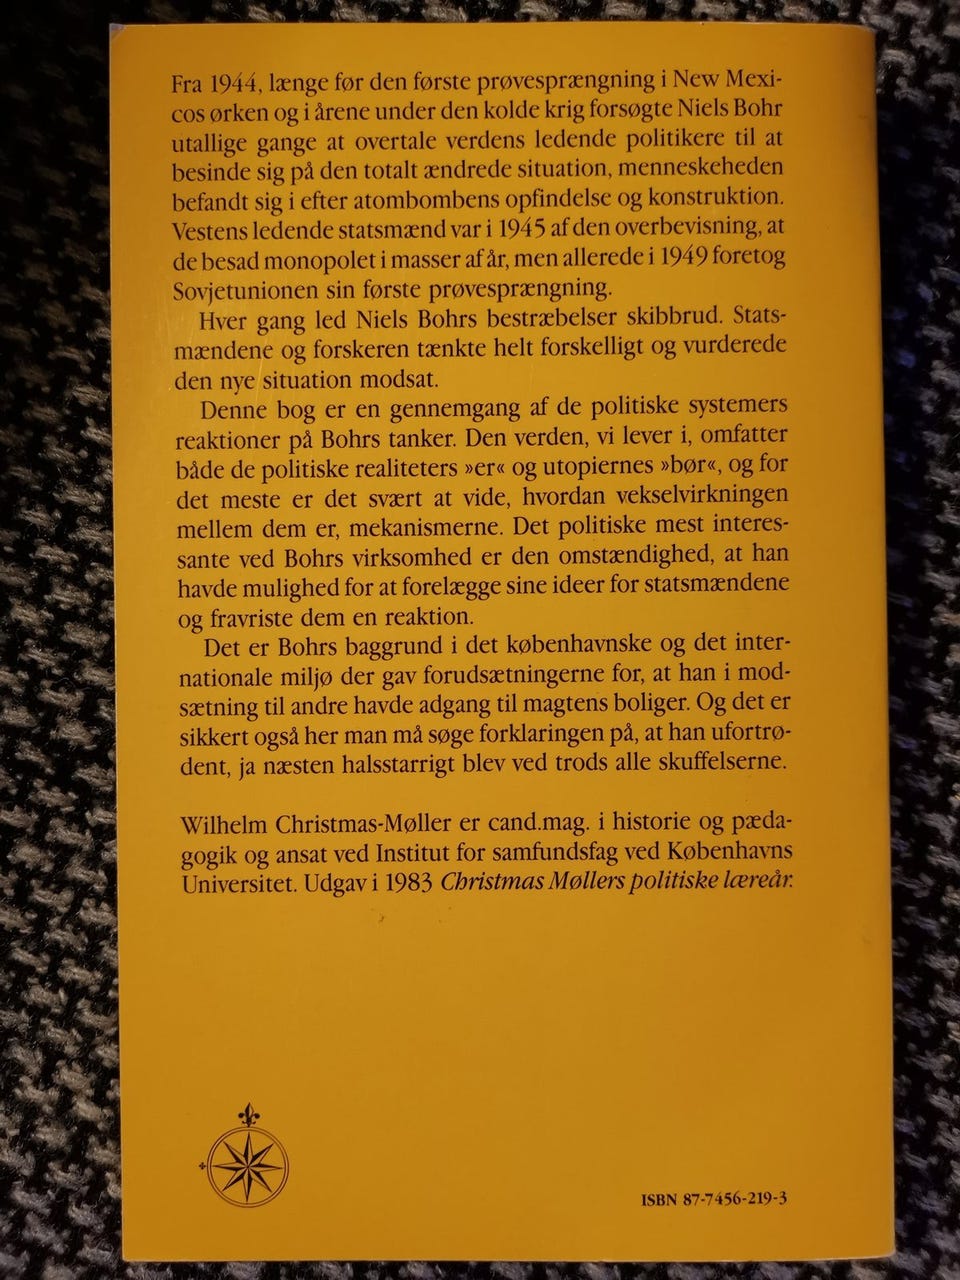 Fra 1944, længe før den første prøvesprængning i New Mexi-
cos ørken og i årene under den kolde krig forsøgte Niels Bohr
utallige gange at overtale verdens ledende politikere til at
besinde sig på den totalt ændrede situation, menneskeheden
befandt sig i efter atombombens opfindelse og konstruktion.
Vestens ledende statsmænd var i 1945 af den overbevisning, at
de besad monopolet i masser af år, men allerede i 1949 foretog
Sovjetunionen sin første prøvesprængning.
Hver gang led Niels Bohrs bestræbelser skibbrud. Stats-
mændene og forskeren tænkte helt forskelligt og vurderede
den nye situation modsat.
Denne bog er en gennemgang af de politiske systemers
reaktioner på Bohrs tanker. Den verden, vi lever i, omfatter
både de politiske realiteters »er« og utopiernes »bør«, og for
det meste er det svært at vide, hvordan vekselvirkningen
mellem dem er, mekanismerne. Det politiske mest interes-
sante ved Bohrs virksomhed er den omstændighed, at han
havde mulighed for at forelægge sine ideer for statsmændene
og fravriste dem en reaktion.
Det er Bohrs baggrund i det københavnske og det inter-
nationale miljø der gav forudsætningerne for, at han i mod-
sætning til andre havde adgang til magtens boliger. Og det er
sikkert også her man må søge forklaringen på, at han ufortrø-
dent, ja næsten halsstarrigt blev ved trods alle skuffelserne.
Wilhelm Christmas-Møller er cand.mag. i historie og pæda-
gogik og ansat ved Institut for samfundsfag ved Københavns
Universitet. Udgav i 1983 Christmas Møllers politiske læreår.
ISBN 87-7456-219-3